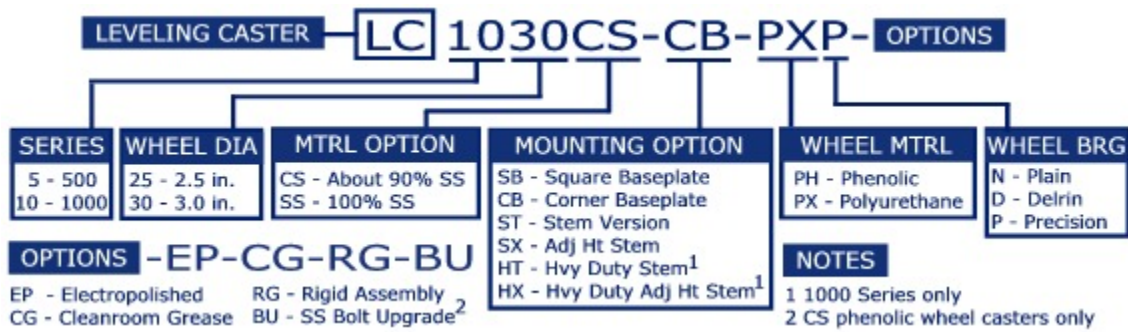 LEVELING CASTER LC 1030CS-CB-PXP- OPTIONS
SERIES
5 - 500
10 - 1000
WHEEL DIA
25 - 2.5 in.
30 - 3.0 in.
MTRL OPTION
CS - About 90% SS
SS - 100% SS
MOUNTING OPTION
SB - Square Baseplate
CB - Corner Baseplate
ST - Stem Version
SX - Adj Ht Stem
HT - Hvy Duty Stem¹
HX - Hvy Duty Adj Ht Stem¹
WHEEL MTRL
PH - Phenolic
PX - Polyurethane
WHEEL BRG
N - Plain
D - Delrin
P - Precision
OPTIONS -EP-CG-RG-BU
EP - Electropolished
CG - Cleanroom Grease
RG - Rigid Assembly
BU - SS Bolt Upgrade²
NOTES
1 1000 Series only
2 CS phenolic wheel casters only